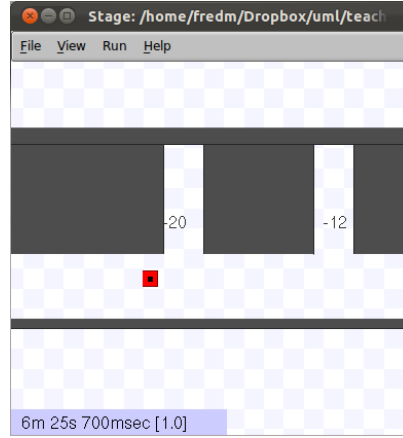 Stage: /home/fredm/Dropbox/uml/teach
File View Run Help
-20 -12
6m 25s 700msec [1.0]